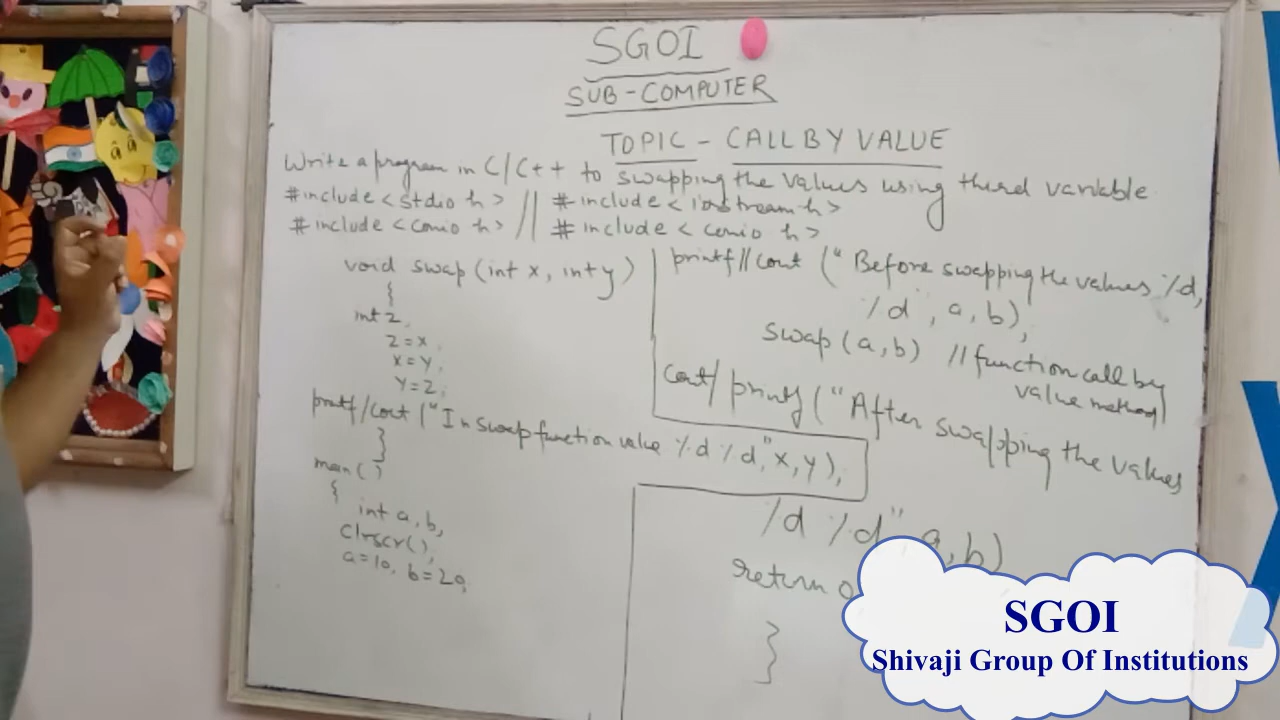 SGOI
SUB-COMPUTER
TOPIC - CALL BY VALUE
Write a program in C/C++ to swapping the values using third variable
#include <stdio h> // #include <iostream h>
#include <conio h> // #include <conio h>
void swap (int x, int y)
{
int z,
z=x,
x=y;
y=z;
printf/cout ("In swap function value %d %d," x, y);
}
main ()
{
int a, b,
clrscr();
a=10, b=20,
printf//cout ("Before swapping the values %d,
%d", a, b),
swap (a,b) // function call by
value method
cout/printf ("After swapping the values
%d %d", a,b)
return 0
}
SGOI
Shivaji Group Of Institutions